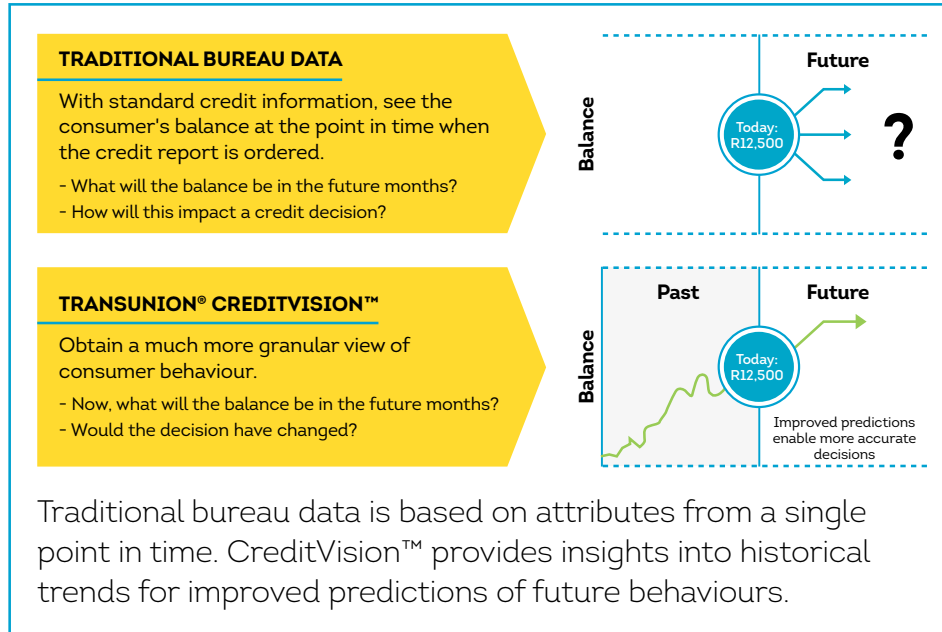 TRADITIONAL BUREAU DATA
With standard credit information, see the
consumer's balance at the point in time when
the credit report is ordered.
- What will the balance be in the future months?
- How will this impact a credit decision?
Balance
Future
Today:
R12,500
?
TRANSUNION® CREDITVISION™
Obtain a much more granular view of
consumer behaviour.
- Now, what will the balance be in the future months?
- Would the decision have changed?
Balance
Past
Future
Today:
R12,500
Improved predictions
enable more accurate
decisions
Traditional bureau data is based on attributes from a single
point in time. CreditVision™ provides insights into historical
trends for improved predictions of future behaviours.